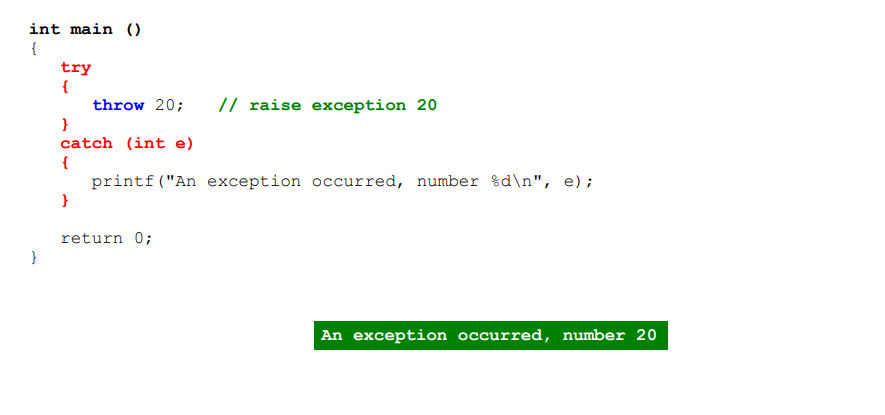 int main ()
{
try
{
throw 20; // raise exception 20
}
catch (int e)
{
printf("An exception occurred, number %d\n", e);
}
return 0;
}
An exception occurred, number 20